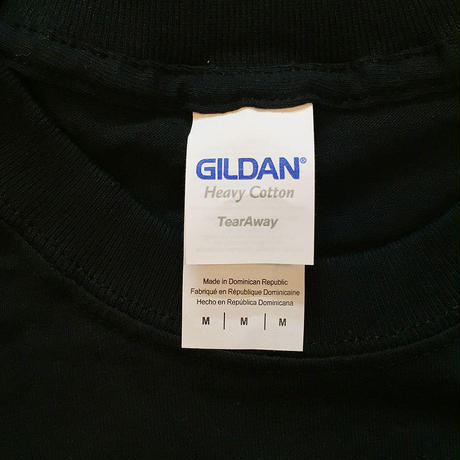 GILDAN®
Heavy Cotton
TearAway
Made in Dominican Republic
Fabriqué en République Dominicaine
Hecho en República Dominicana
M | M | M